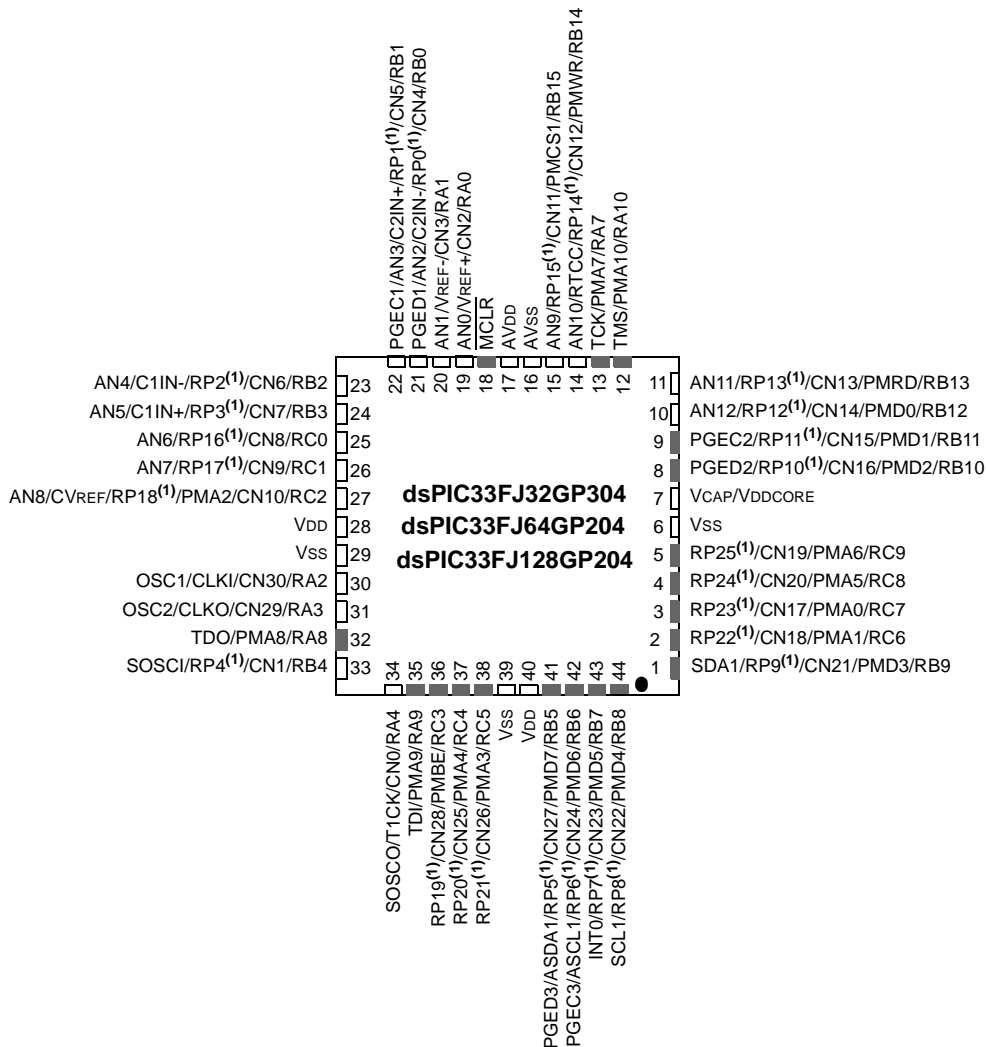 PGEC1/AN3/C2IN+/RP1(1)/CN5/RB1
PGED1/AN2/C2IN-/RP0(1)/CN4/RB0
AN1/VREF-/CN3/RA1
AN0/VREF+/CN2/RA0
MCLR
AVDD
AVSS
AN9/RP15(1)/CN11/PMCS1/RB15
AN10/RTCC/RP14(1)/CN12/PMWR/RB14
TCK/PMA7/RA7
TMS/PMA10/RA10
22 21 20 19 18 17 16 15 14 13 12
AN4/C1IN-/RP2(1)/CN6/RB2 23
AN5/C1IN+/RP3(1)/CN7/RB3 24
AN6/RP16(1)/CN8/RC0 25
AN7/RP17(1)/CN9/RC1 26
AN8/CVREF/RP18(1)/PMA2/CN10/RC2 27
VDD 28
VSS 29
OSC1/CLKI/CN30/RA2 30
OSC2/CLKO/CN29/RA3 31
TDO/PMA8/RA8 32
SOSCI/RP4(1)/CN1/RB4 33
dsPIC33FJ32GP304
dsPIC33FJ64GP204
dsPIC33FJ128GP204
11 AN11/RP13(1)/CN13/PMRD/RB13
10 AN12/RP12(1)/CN14/PMD0/RB12
9 PGEC2/RP11(1)/CN15/PMD1/RB11
8 PGED2/RP10(1)/CN16/PMD2/RB10
7 VCAP/VDDCORE
6 VSS
5 RP25(1)/CN19/PMA6/RC9
4 RP24(1)/CN20/PMA5/RC8
3 RP23(1)/CN17/PMA0/RC7
2 RP22(1)/CN18/PMA1/RC6
1 SDA1/RP9(1)/CN21/PMD3/RB9
34 35 36 37 38 39 40 41 42 43 44
SOSCO/T1CK/CN0/RA4
TDI/PMA9/RA9
RP19(1)/CN28/PMBE/RC3
RP20(1)/CN25/PMA4/RC4
RP21(1)/CN26/PMA3/RC5
VSS
VDD
PGED3/ASDA1/RP5(1)/CN27/PMD7/RB5
PGEC3/ASCL1/RP6(1)/CN24/PMD6/RB6
INT0/RP7(1)/CN23/PMD5/RB7
SCL1/RP8(1)/CN22/PMD4/RB8